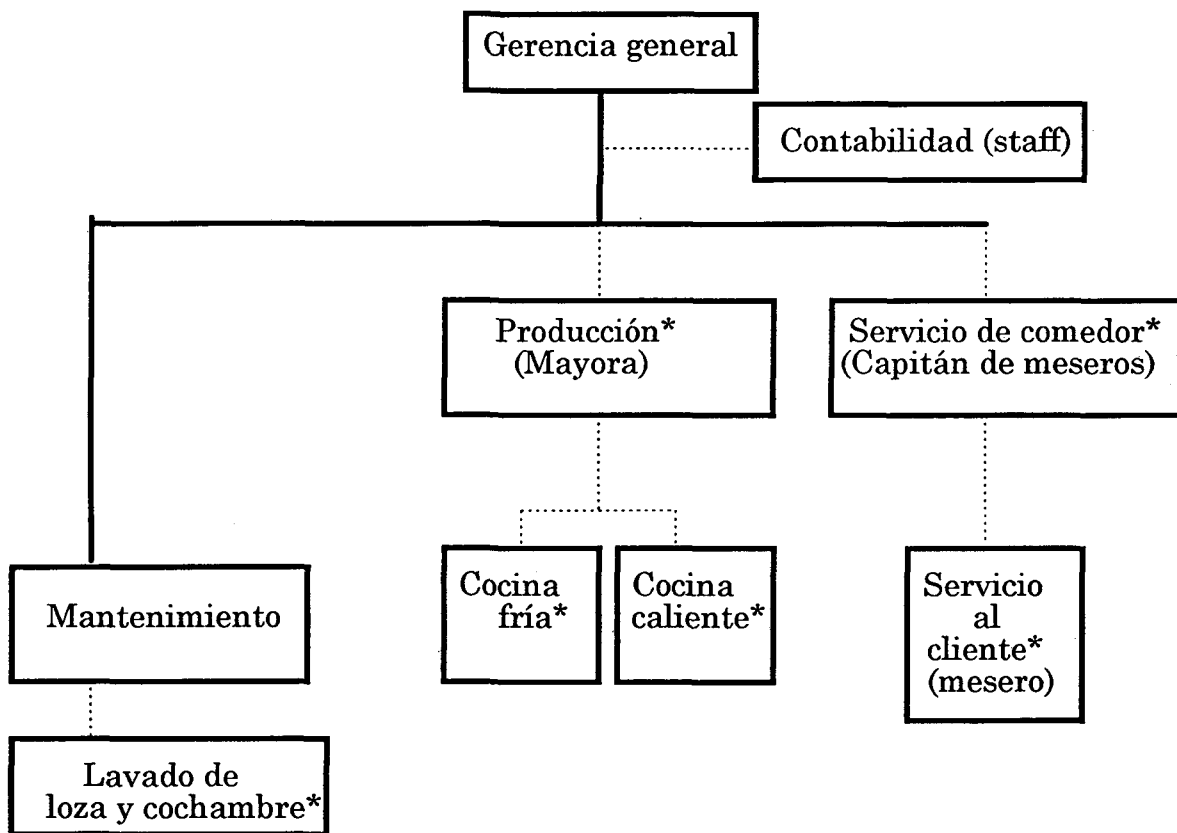 Gerencia general
Contabilidad (staff)
Producción*
(Mayora)
Servicio de comedor*
(Capitán de meseros)
Mantenimiento
Cocina
fría*
Cocina
caliente*
Servicio
al
cliente*
(mesero)
Lavado de
loza y cochambre*